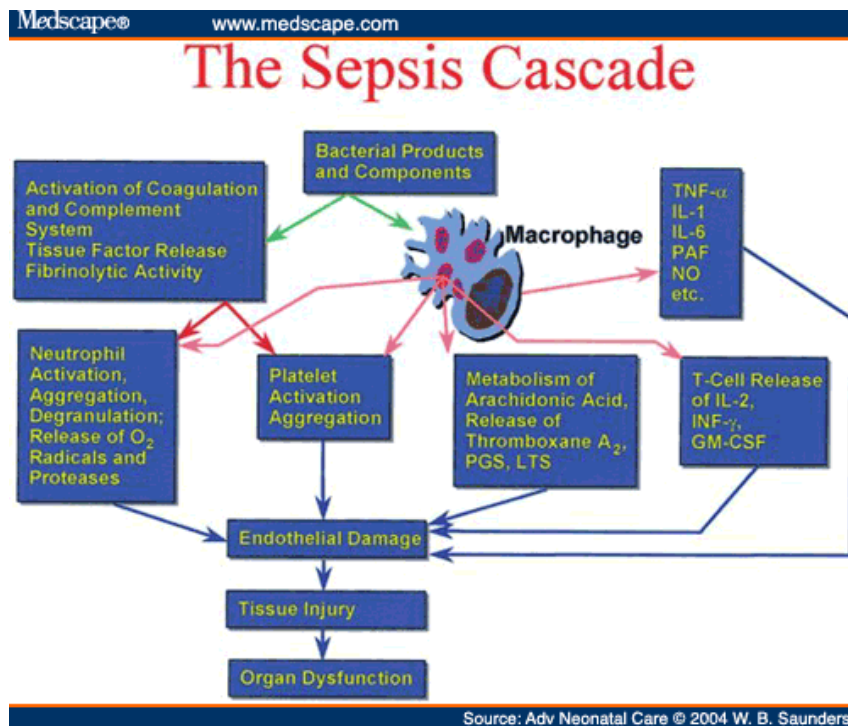 Medscape® www.medscape.com
The Sepsis Cascade
Bacterial Products
and Components
Activation of Coagulation
and Complement
System
Tissue Factor Release
Fibrinolytic Activity
Macrophage
TNF-α
IL-1
IL-6
PAF
NO
etc.
Neutrophil
Activation,
Aggregation,
Degranulation;
Release of O₂
Radicals and
Proteases
Platelet
Activation
Aggregation
Metabolism of
Arachidonic Acid,
Release of
Thromboxane A₂,
PGS, LTS
T-Cell Release
of IL-2,
INF-γ,
GM-CSF
Endothelial Damage
Tissue Injury
Organ Dysfunction
Source: Adv Neonatal Care © 2004 W. B. Saunders